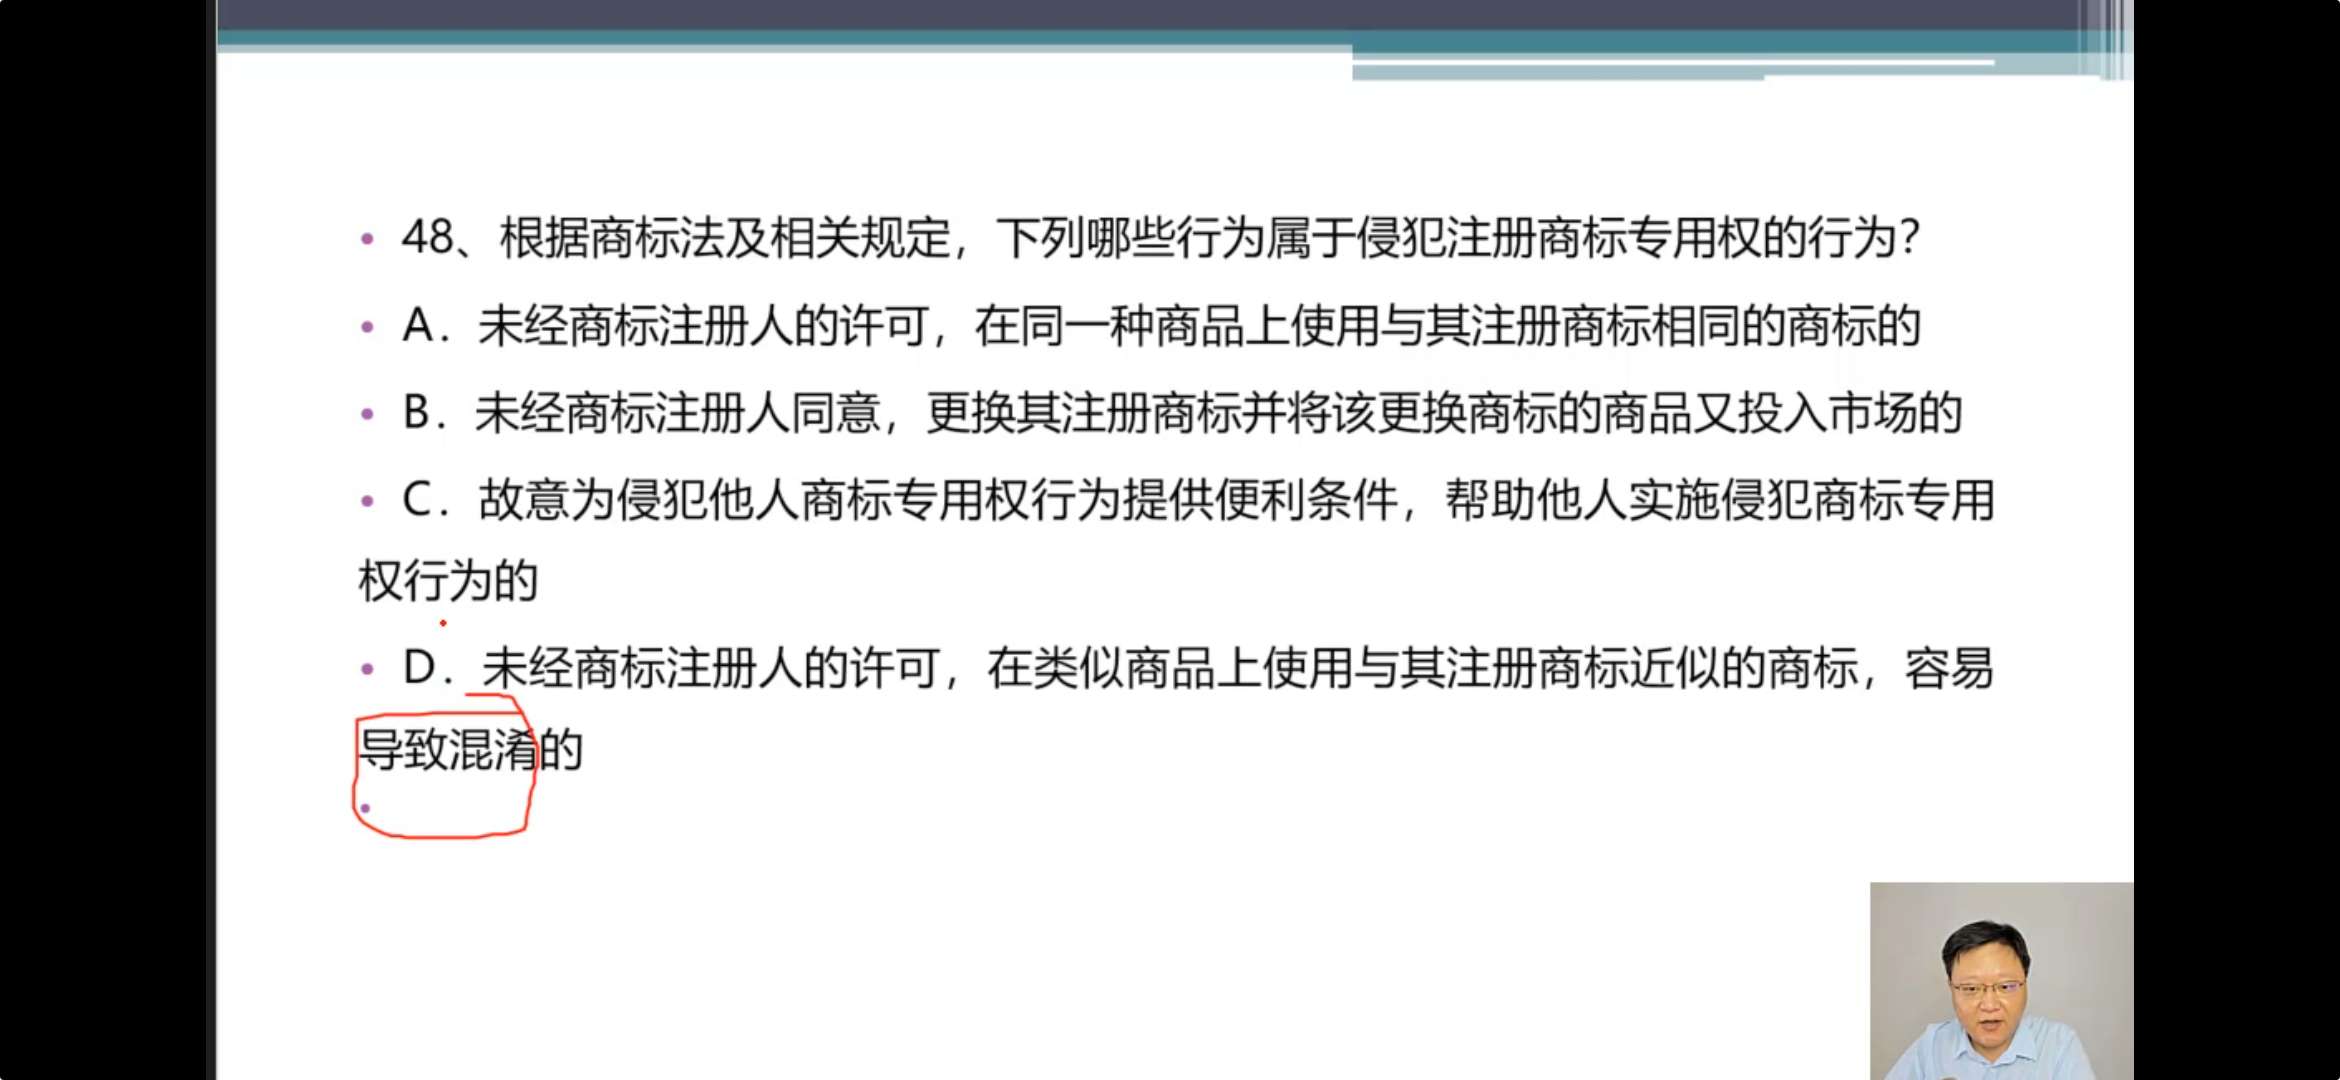 • 48、根据商标法及相关规定，下列哪些行为属于侵犯注册商标专用权的行为？
• A．未经商标注册人的许可，在同一种商品上使用与其注册商标相同的商标的
• B．未经商标注册人同意，更换其注册商标并将该更换商标的商品又投入市场的
• C．故意为侵犯他人商标专用权行为提供便利条件，帮助他人实施侵犯商标专用
权行为的
• D．未经商标注册人的许可，在类似商品上使用与其注册商标近似的商标，容易
导致混淆的